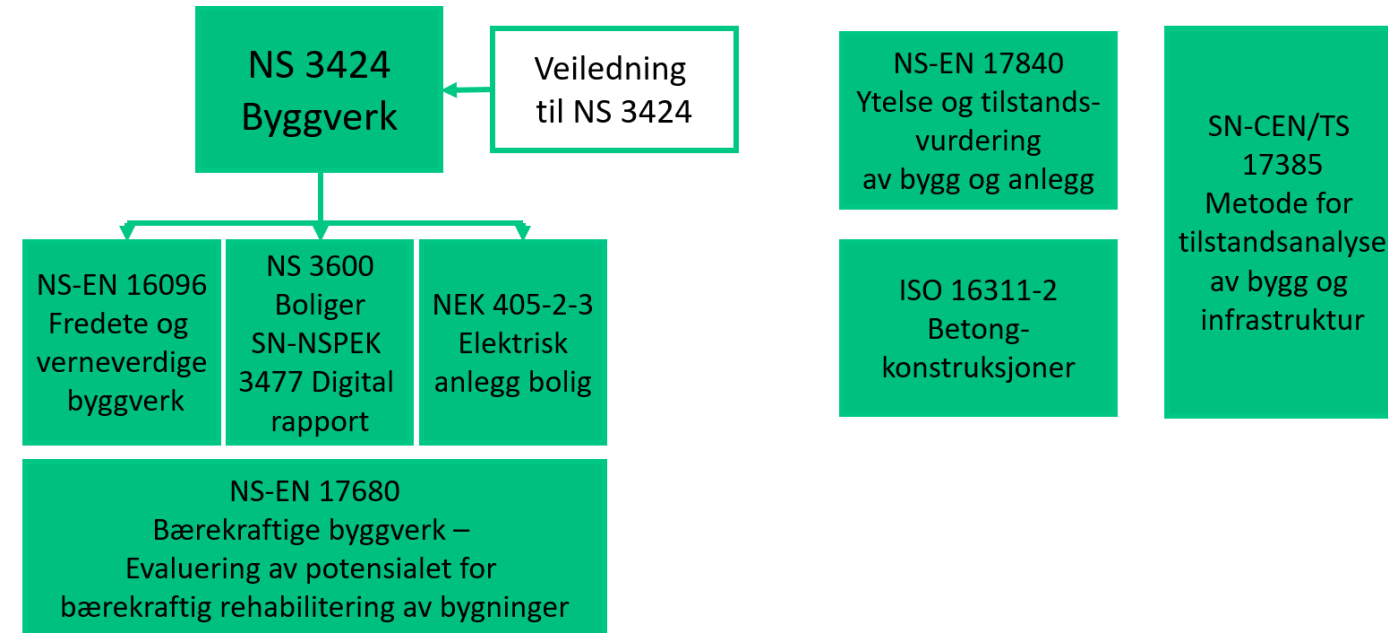 NS 3424
Byggverk
Veiledning
til NS 3424
NS-EN 16096
Fredete og
verneverdige
byggverk
NS 3600
Boliger
SN-NSPEK
3477 Digital
rapport
NEK 405-2-3
Elektrisk
anlegg bolig
NS-EN 17680
Bærekraftige byggverk –
Evaluering av potensialet for
bærekraftig rehabilitering av bygninger
NS-EN 17840
Ytelse og tilstands-
vurdering
av bygg og anlegg
ISO 16311-2
Betong-
konstruksjoner
SN-CEN/TS
17385
Metode for
tilstandsanalyse
av bygg og
infrastruktur